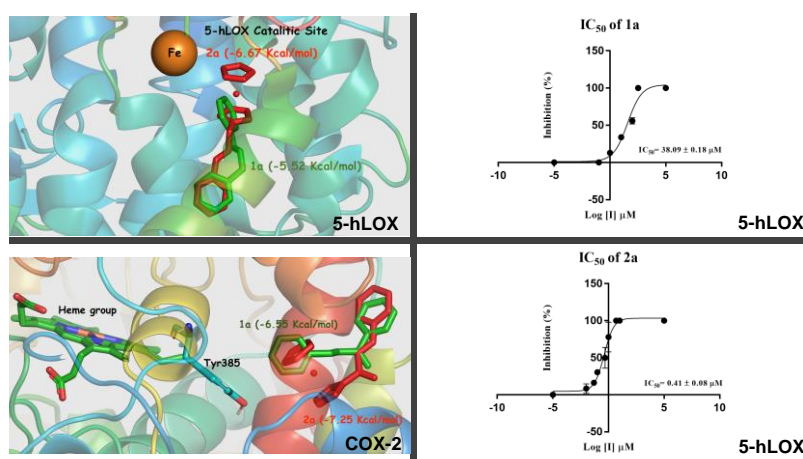 5-hLOX Catalitic Site
Fe
2a (-6.67 Kcal/mol)
1a (-5.52 Kcal/mol)
5-hLOX
IC50 of 1a
Inhibition (%)
150
100
50
-10
-5
5
10
-50
IC50= 38.09 ± 0.18 µM
Log [I] µM
5-hLOX
Heme group
1a (-6.55 Kcal/mol)
Tyr385
2a (-7.25 Kcal/mol)
COX-2
IC50 of 2a
Inhibition (%)
150
100
50
-10
-5
5
10
-50
IC50= 0.41 ± 0.08 µM
Log [I] µM
5-hLOX